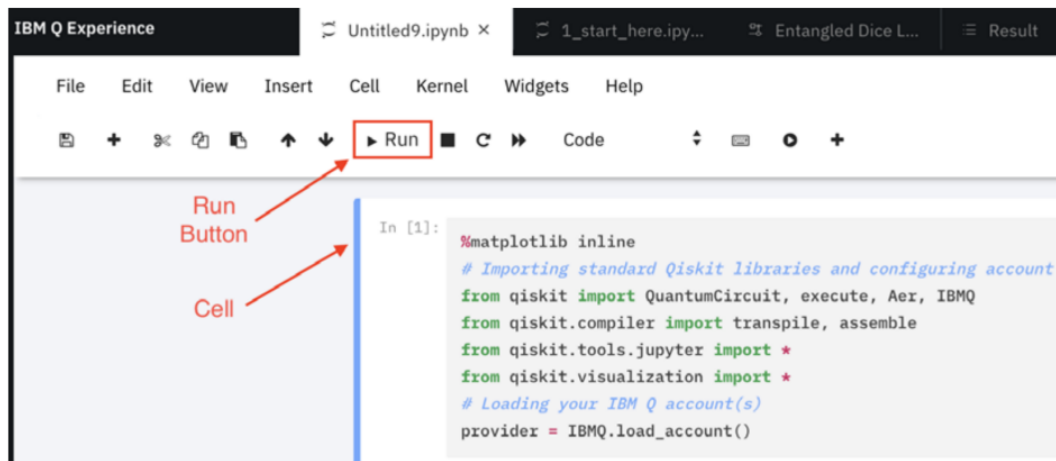 IBM Q Experience
Untitled9.ipynb ×
1_start_here.ipy...
Entangled Dice L...
Result
File Edit View Insert Cell Kernel Widgets Help
Run
Code
Run
Button
Cell
In [1]:
%matplotlib inline
# Importing standard Qiskit libraries and configuring account
from qiskit import QuantumCircuit, execute, Aer, IBMQ
from qiskit.compiler import transpile, assemble
from qiskit.tools.jupyter import *
from qiskit.visualization import *
# Loading your IBM Q account(s)
provider = IBMQ.load_account()